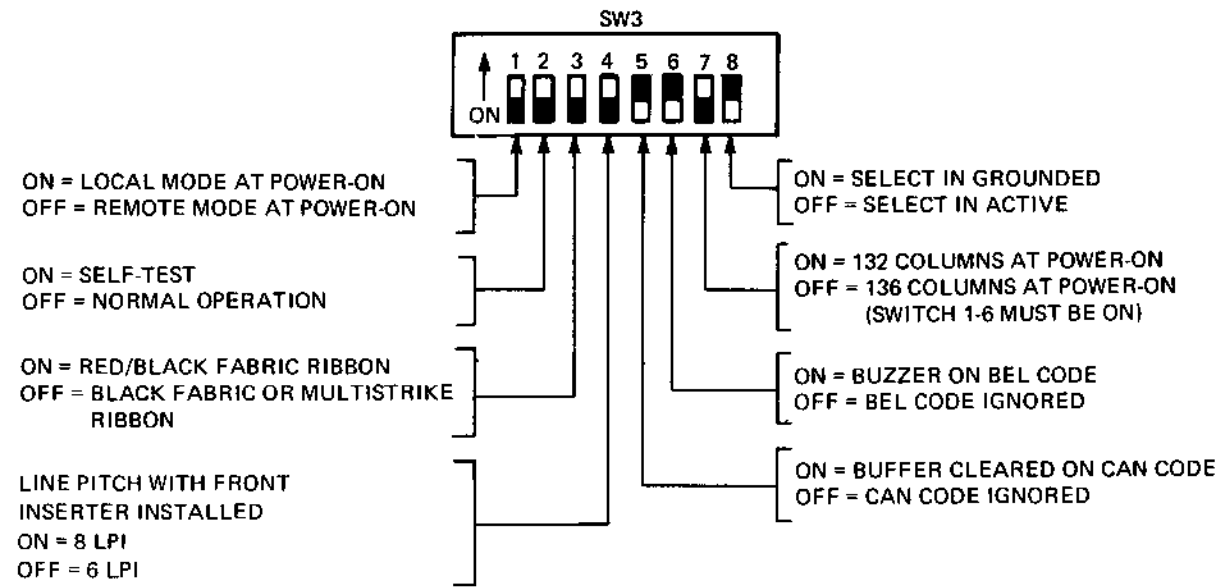 SW3
1 2 3 4 5 6 7 8
ON
ON = LOCAL MODE AT POWER-ON
OFF = REMOTE MODE AT POWER-ON
ON = SELF-TEST
OFF = NORMAL OPERATION
ON = RED/BLACK FABRIC RIBBON
OFF = BLACK FABRIC OR MULTISTRIKE
RIBBON
LINE PITCH WITH FRONT
INSERTER INSTALLED
ON = 8 LPI
OFF = 6 LPI
ON = SELECT IN GROUNDED
OFF = SELECT IN ACTIVE
ON = 132 COLUMNS AT POWER-ON
OFF = 136 COLUMNS AT POWER-ON
(SWITCH 1-6 MUST BE ON)
ON = BUZZER ON BEL CODE
OFF = BEL CODE IGNORED
ON = BUFFER CLEARED ON CAN CODE
OFF = CAN CODE IGNORED